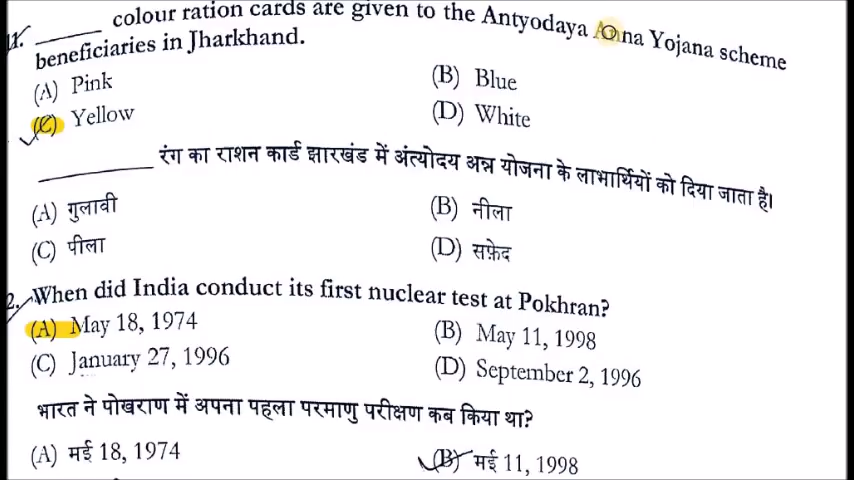 11. ______ colour ration cards are given to the Antyodaya Anna Yojana scheme
beneficiaries in Jharkhand.
(A) Pink (B) Blue
(C) Yellow (D) White
______ रंग का राशन कार्ड झारखंड में अंत्योदय अन्न योजना के लाभार्थियों को दिया जाता है।
(A) गुलावी (B) नीला
(C) पीला (D) सफ़ेद
2. When did India conduct its first nuclear test at Pokhran?
(A) May 18, 1974 (B) May 11, 1998
(C) January 27, 1996 (D) September 2, 1996
भारत ने पोखराण में अपना पहला परमाणु परीक्षण कब किया था?
(A) मई 18, 1974 (B) मई 11, 1998